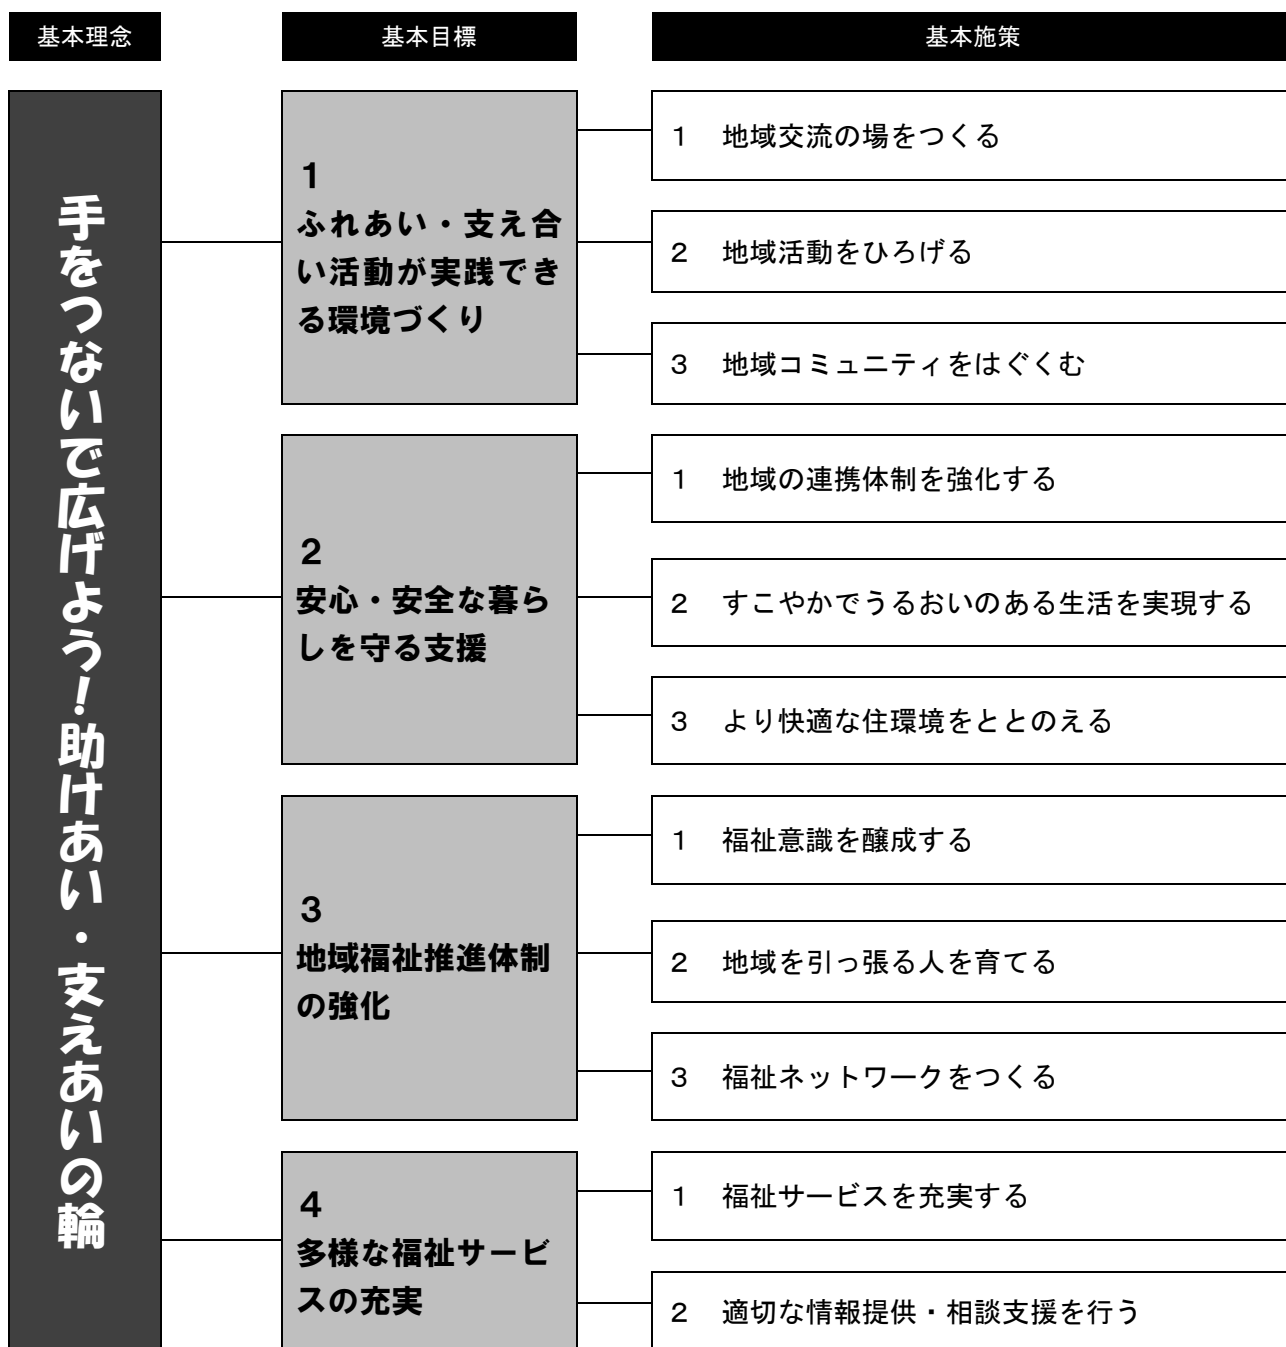 基本理念
基本目標
基本施策
手をつないで広げよう！助けあい・支えあいの輪
1
ふれあい・支え合
い活動が実践でき
る環境づくり
1 地域交流の場をつくる
2 地域活動をひろげる
3 地域コミュニティをはぐくむ
2
安心・安全な暮ら
しを守る支援
1 地域の連携体制を強化する
2 すこやかでうるおいのある生活を実現する
3 より快適な住環境をととのえる
3
地域福祉推進体制
の強化
1 福祉意識を醸成する
2 地域を引っ張る人を育てる
3 福祉ネットワークをつくる
4
多様な福祉サービ
スの充実
1 福祉サービスを充実する
2 適切な情報提供・相談支援を行う